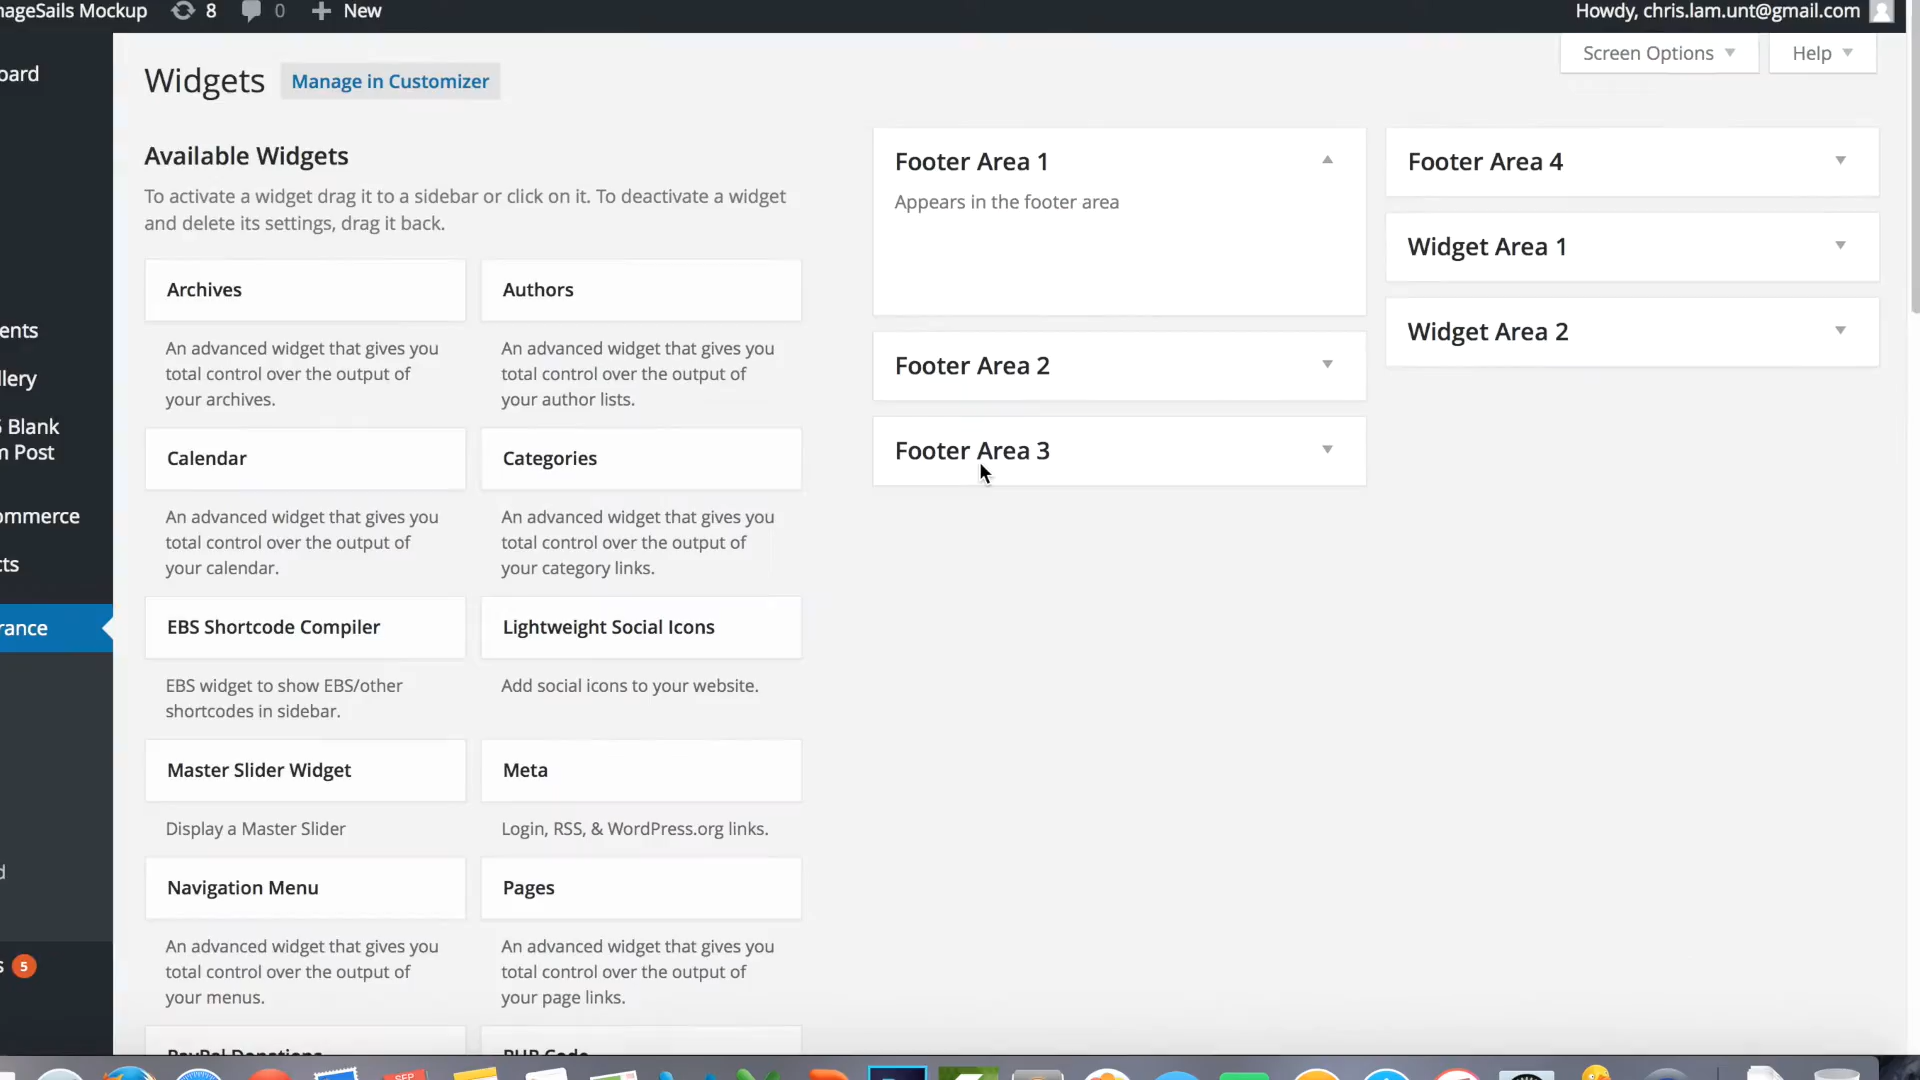 nageSails Mockup 8 0 New Howdy, chris.lam.unt@gmail.com
Screen Options Help
Widgets Manage in Customizer
oard
ents
llery
Blank
n Post
ommerce
cts
rance
d
s 5
Available Widgets
To activate a widget drag it to a sidebar or click on it. To deactivate a widget
and delete its settings, drag it back.
Archives
An advanced widget that gives you
total control over the output of
your archives.
Authors
An advanced widget that gives you
total control over the output of
your author lists.
Calendar
An advanced widget that gives you
total control over the output of
your calendar.
Categories
An advanced widget that gives you
total control over the output of
your category links.
EBS Shortcode Compiler
EBS widget to show EBS/other
shortcodes in sidebar.
Lightweight Social Icons
Add social icons to your website.
Master Slider Widget
Display a Master Slider
Meta
Login, RSS, & WordPress.org links.
Navigation Menu
An advanced widget that gives you
total control over the output of
your menus.
Pages
An advanced widget that gives you
total control over the output of
your page links.
PayPal Donations
PHP Code
Footer Area 1
Appears in the footer area
Footer Area 2
Footer Area 3
Footer Area 4
Widget Area 1
Widget Area 2
SEP